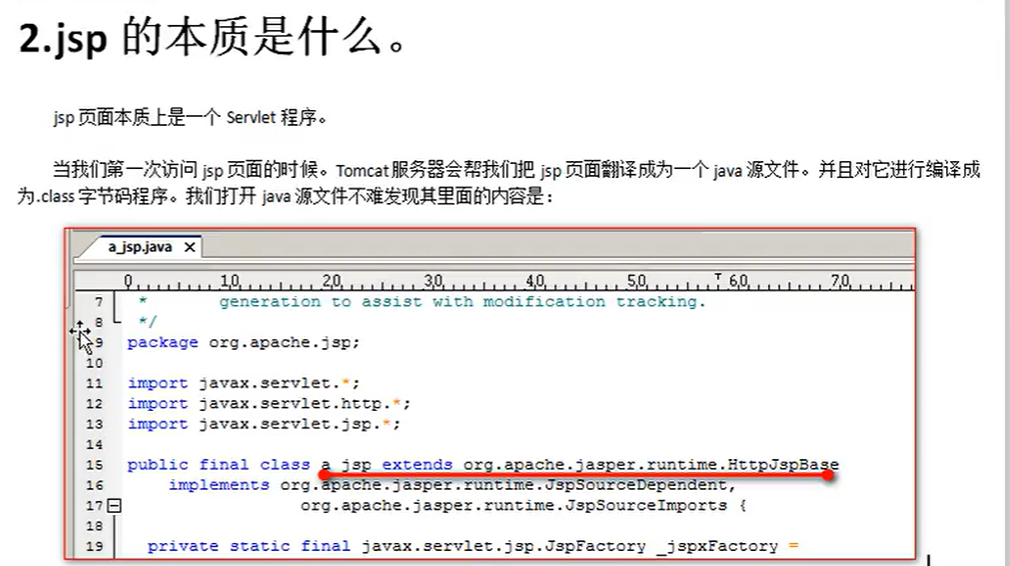 2.jsp 的本质是什么。
jsp 页面本质上是一个 Servlet 程序。
当我们第一次访问 jsp 页面的时候。Tomcat 服务器会帮我们把 jsp 页面翻译成为一个 java 源文件。并且对它进行编译成
为.class 字节码程序。我们打开 java 源文件不难发现其里面的内容是：
a_jsp.java
0 10 20 30 40 50 60 70
7 * generation to assist with modification tracking.
8 */
9 package org.apache.jsp;
10
11 import javax.servlet.*;
12 import javax.servlet.http.*;
13 import javax.servlet.jsp.*;
14
15 public final class a_jsp extends org.apache.jasper.runtime.HttpJspBase
16 implements org.apache.jasper.runtime.JspSourceDependent,
17 org.apache.jasper.runtime.JspSourceImports {
18
19 private static final javax.servlet.jsp.JspFactory _jspxFactory =